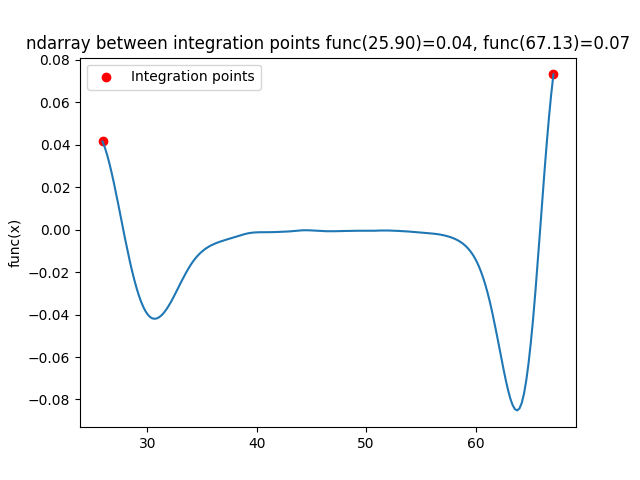 ndarray between integration points func(25.90)=0.04, func(67.13)=0.07
Integration points
func(x)
0.08
0.06
0.04
0.02
0.00
−0.02
−0.04
−0.06
−0.08
30 40 50 60